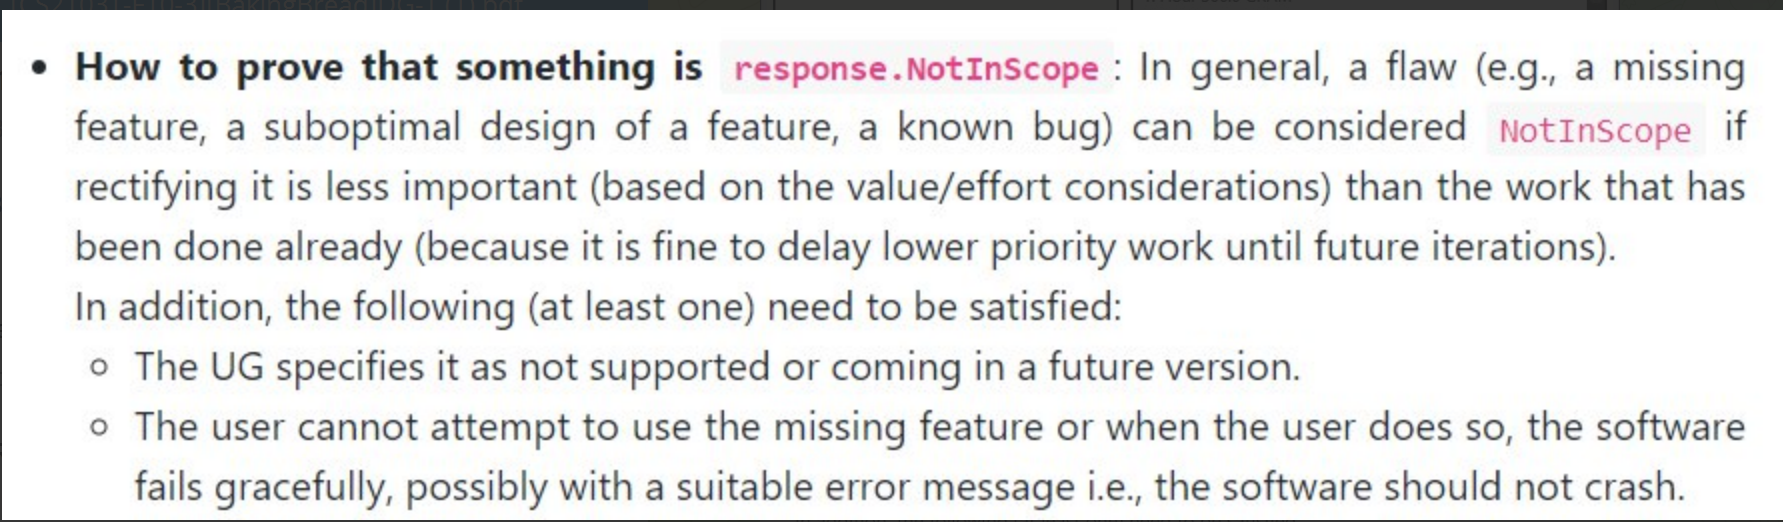 • How to prove that something is response.NotInScope : In general, a flaw (e.g., a missing
feature, a suboptimal design of a feature, a known bug) can be considered NotInScope if
rectifying it is less important (based on the value/effort considerations) than the work that has
been done already (because it is fine to delay lower priority work until future iterations).
In addition, the following (at least one) need to be satisfied:
○ The UG specifies it as not supported or coming in a future version.
○ The user cannot attempt to use the missing feature or when the user does so, the software
fails gracefully, possibly with a suitable error message i.e., the software should not crash.